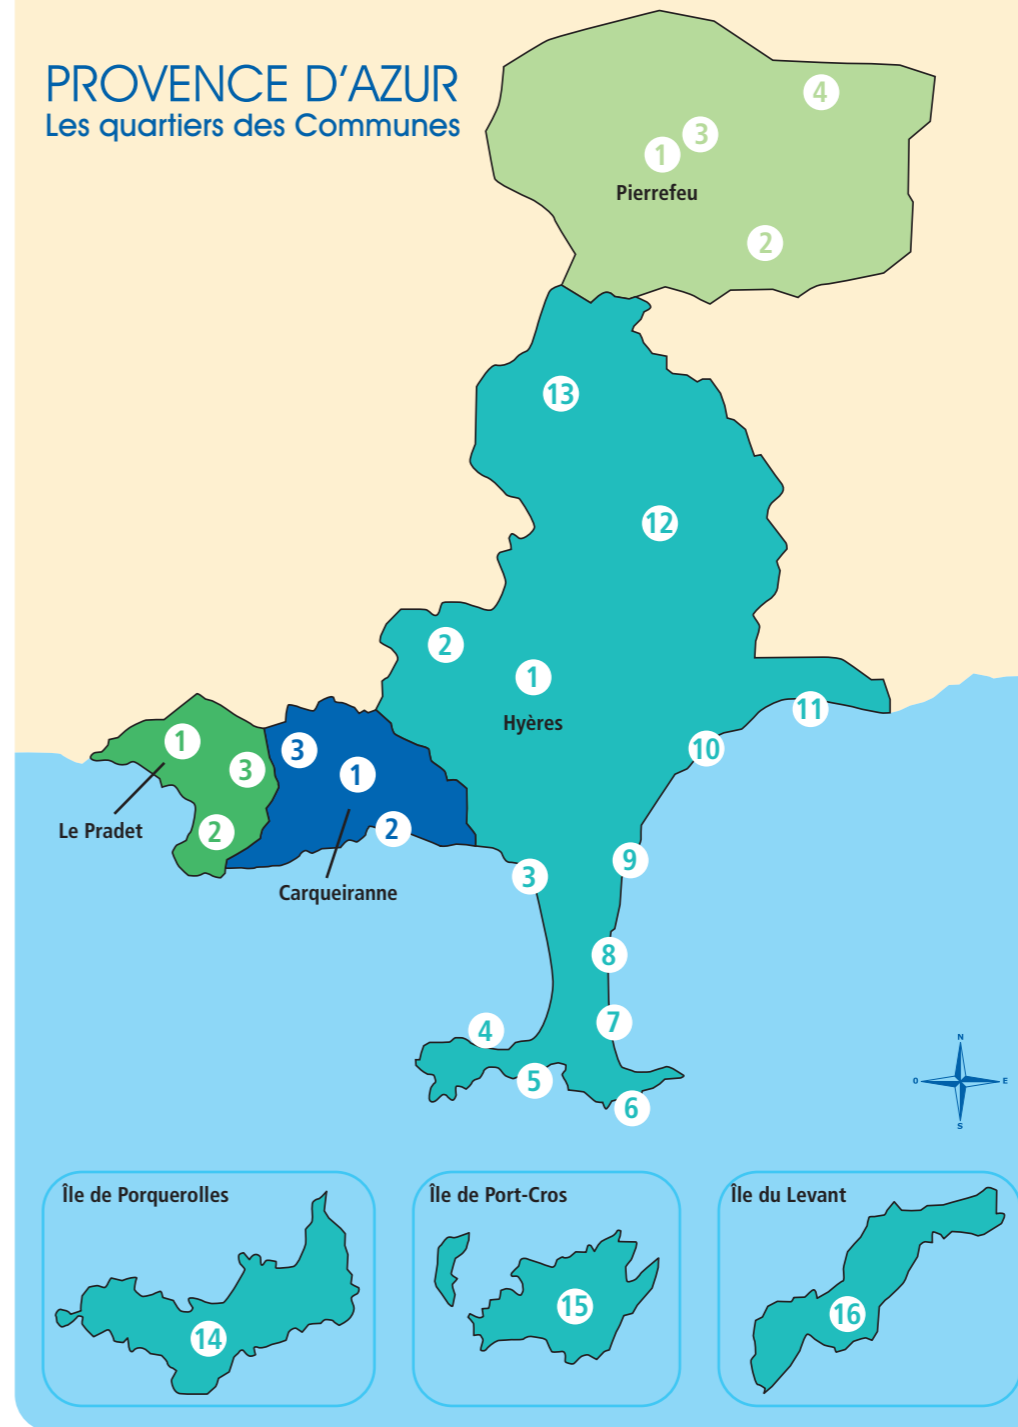 PROVENCE D'AZUR
Les quartiers des Communes
4
3
1
Pierrefeu
2
13
12
2
1
Hyères
11
10
1
3
2
Le Pradet
3
1
2
Carqueiranne
3
9
8
7
4
5
6
N
O
E
S
Île de Porquerolles
14
Île de Port-Cros
15
Île du Levant
16